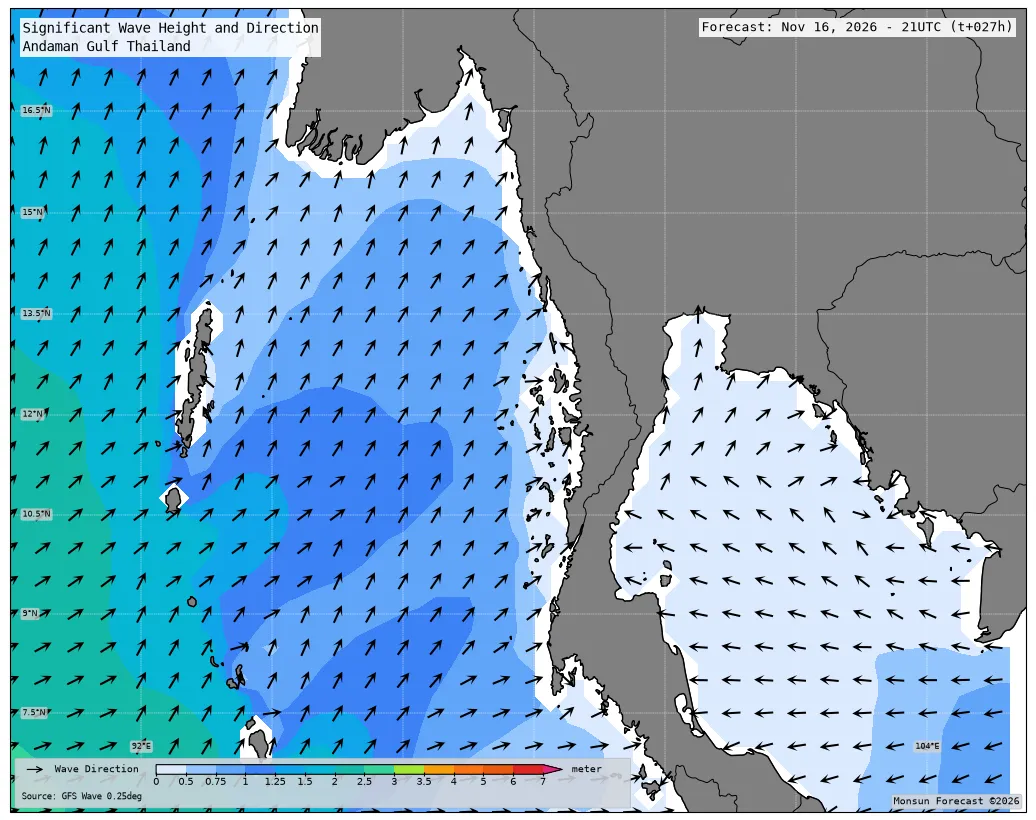 Significant Wave Height and Direction
Andaman Gulf Thailand
Forecast: Nov 16, 2026 - 21UTC (t+027h)
16.5°N
15°N
13.5°N
12°N
10.5°N
9°N
7.5°N
92°E
104°E
Wave Direction
meter
0 0.5 0.75 1 1.25 1.5 2 2.5 3 3.5 4 5 6 7
Source: GFS Wave 0.25deg
Monsun Forecast ©2026